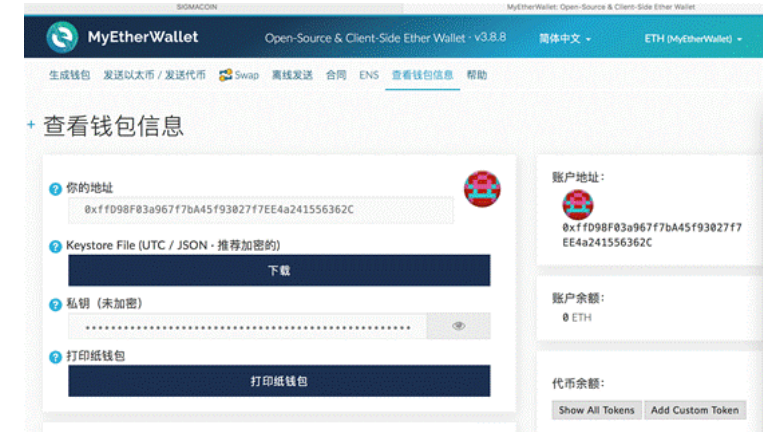 SIGMACOIN
MyEtherWallet: Open-Source & Client-Side Ether Wallet
MyEtherWallet
Open-Source & Client-Side Ether Wallet · v3.8.8
简体中文
ETH (MyEtherWallet)
生成钱包 发送以太币 / 发送代币 Swap 离线发送 合同 ENS 查看钱包信息 帮助
+ 查看钱包信息
你的地址
0xffD98F03a967f7bA45f93027f7EE4a241556362C
Keystore File (UTC / JSON · 推荐加密的)
下载
私钥（未加密）
打印纸钱包
打印纸钱包
账户地址：
0xffD98F03a967f7bA45f93027f7
EE4a241556362C
账户余额：
0 ETH
代币余额：
Show All Tokens Add Custom Token